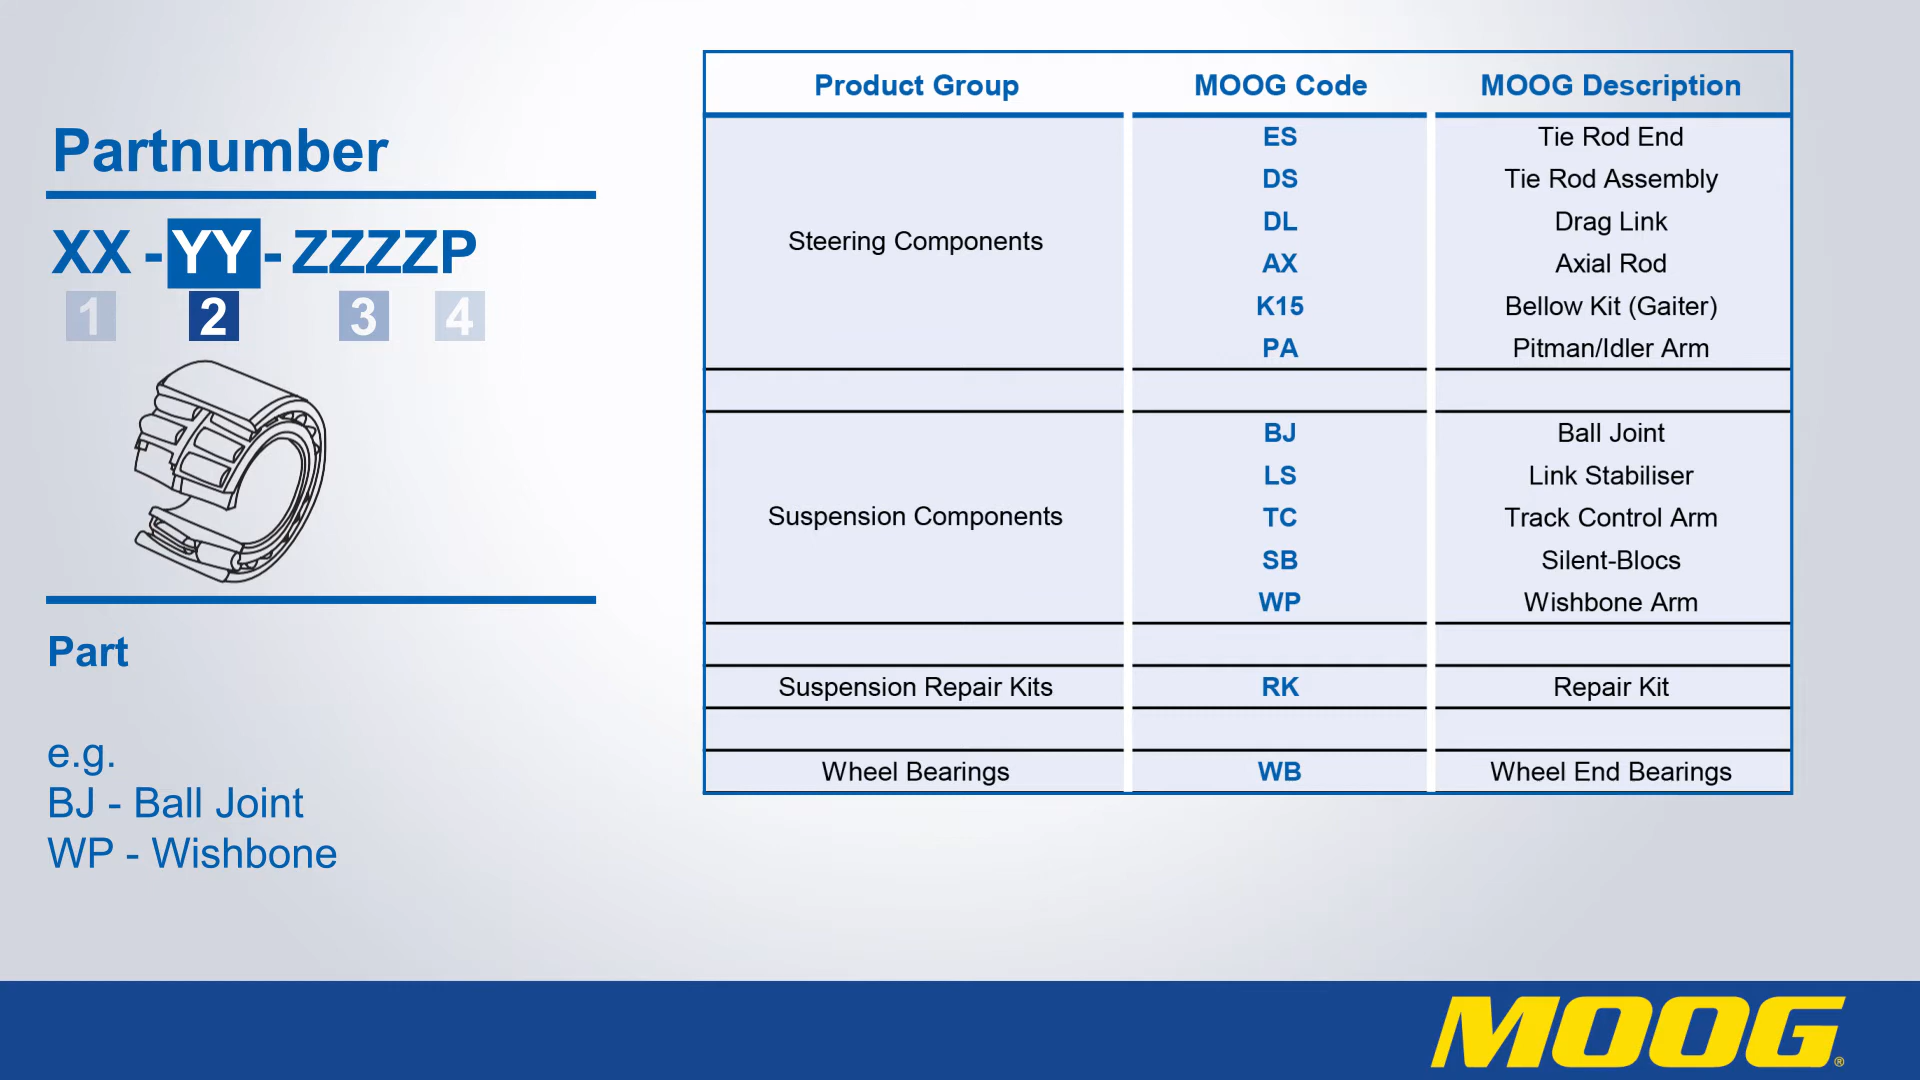 Partnumber
XX - YY - ZZZZP
1 2 3 4
Part
e.g.
BJ - Ball Joint
WP - Wishbone
Product Group MOOG Code MOOG Description
Steering Components
ES Tie Rod End
DS Tie Rod Assembly
DL Drag Link
AX Axial Rod
K15 Bellow Kit (Gaiter)
PA Pitman/Idler Arm
Suspension Components
BJ Ball Joint
LS Link Stabiliser
TC Track Control Arm
SB Silent-Blocs
WP Wishbone Arm
Suspension Repair Kits RK Repair Kit
Wheel Bearings WB Wheel End Bearings
MOOG®